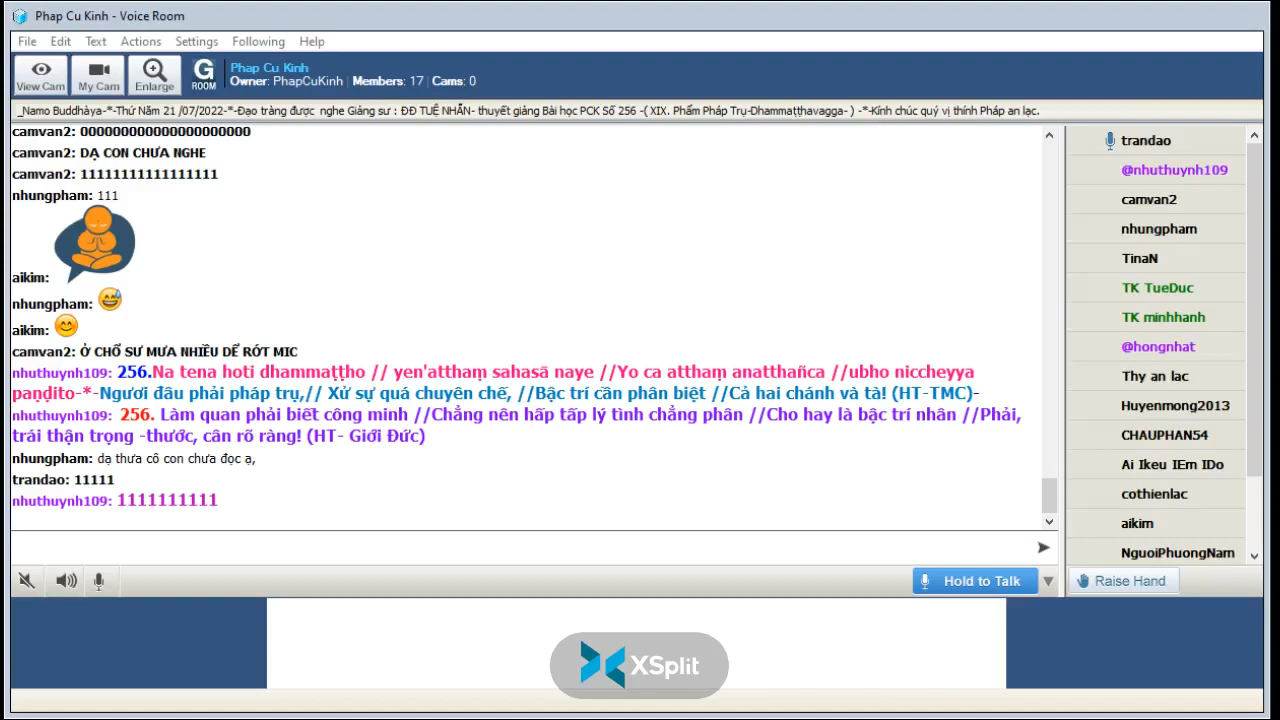 Phap Cu Kinh - Voice Room
File Edit Text Actions Settings Following Help
View Cam My Cam Enlarge G ROOM
Phap Cu Kinh
Owner: PhapCuKinh Members: 17 Cams: 0
_Namo Buddhàya-*-Thứ Năm 21 /07/2022-*-Đạo tràng được nghe Giảng sư : ĐĐ TUỆ NHẪN- thuyết giảng Bài học PCK Số 256 -( XIX. Phẩm Pháp Trụ-Dhammaṭṭhavagga- ) -*-Kính chúc quý vị thính Pháp an lạc.
camvan2: 000000000000000000000
camvan2: DẠ CON CHƯA NGHE
camvan2: 11111111111111111
nhungpham: 111
aikim:
nhungpham:
aikim:
camvan2: Ở CHỔ SƯ MƯA NHIỀU DỂ RỚT MIC
nhuthuynh109: 256.Na tena hoti dhammaṭṭho // yen'atthaṃ sahasā naye //Yo ca atthaṃ anatthañca //ubho niccheyya
paṇḍito-*-Ngươi đâu phải pháp trụ,// Xử sự quá chuyên chế, //Bậc trí cần phân biệt //Cả hai chánh và tà! (HT-TMC)-
nhuthuynh109: 256. Làm quan phải biết công minh //Chẳng nên hấp tấp lý tình chẳng phân //Cho hay là bậc trí nhân //Phải,
trái thận trọng -thước, cân rõ ràng! (HT- Giới Đức)
nhungpham: dạ thưa cô con chưa đọc ạ,
trandao: 11111
nhuthuynh109: 1111111111
Hold to Talk
trandao
@nhuthuynh109
camvan2
nhungpham
TinaN
TK TueDuc
TK minhhanh
@hongnhat
Thy an lac
Huyenmong2013
CHAUPHAN54
Ai Ikeu IEm IDo
cothienlac
aikim
NguoiPhuongNam
Raise Hand
XSplit